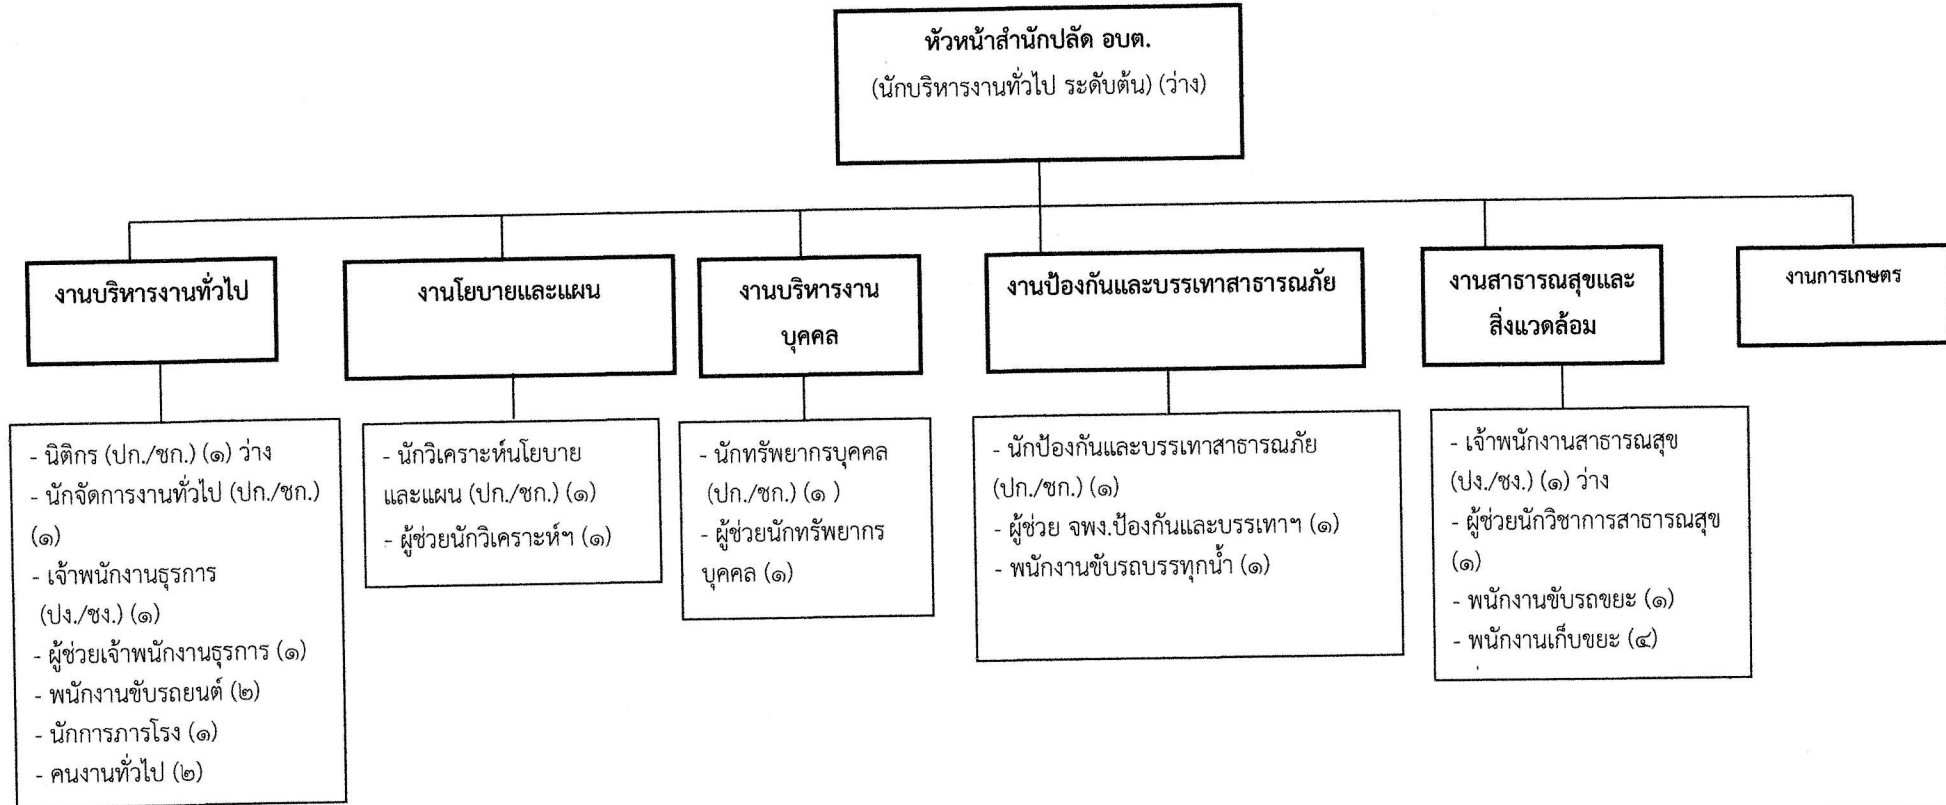 หัวหน้าสำนักปลัด อบต.
(นักบริหารงานทั่วไป ระดับต้น) (ว่าง)
งานบริหารงานทั่วไป
งานโยบายและแผน
งานบริหารงาน
บุคคล
งานป้องกันและบรรเทาสาธารณภัย
งานสาธารณสุขและ
สิ่งแวดล้อม
งานการเกษตร
- นิติกร (ปก./ชก.) (๑) ว่าง
- นักจัดการงานทั่วไป (ปก./ชก.)
(๑)
- เจ้าพนักงานธุรการ
(ปง./ชง.) (๑)
- ผู้ช่วยเจ้าพนักงานธุรการ (๑)
- พนักงานขับรถยนต์ (๒)
- นักการภารโรง (๑)
- คนงานทั่วไป (๒)
- นักวิเคราะห์นโยบาย
และแผน (ปก./ชก.) (๑)
- ผู้ช่วยนักวิเคราะห์ฯ (๑)
- นักทรัพยากรบุคคล
(ปก./ชก.) (๑ )
- ผู้ช่วยนักทรัพยากร
บุคคล (๑)
- นักป้องกันและบรรเทาสาธารณภัย
(ปก./ชก.) (๑)
- ผู้ช่วย จพง.ป้องกันและบรรเทาฯ (๑)
- พนักงานขับรถบรรทุกน้ำ (๑)
- เจ้าพนักงานสาธารณสุข
(ปง./ชง.) (๑) ว่าง
- ผู้ช่วยนักวิชาการสาธารณสุข
(๑)
- พนักงานขับรถขยะ (๑)
- พนักงานเก็บขยะ (๔)